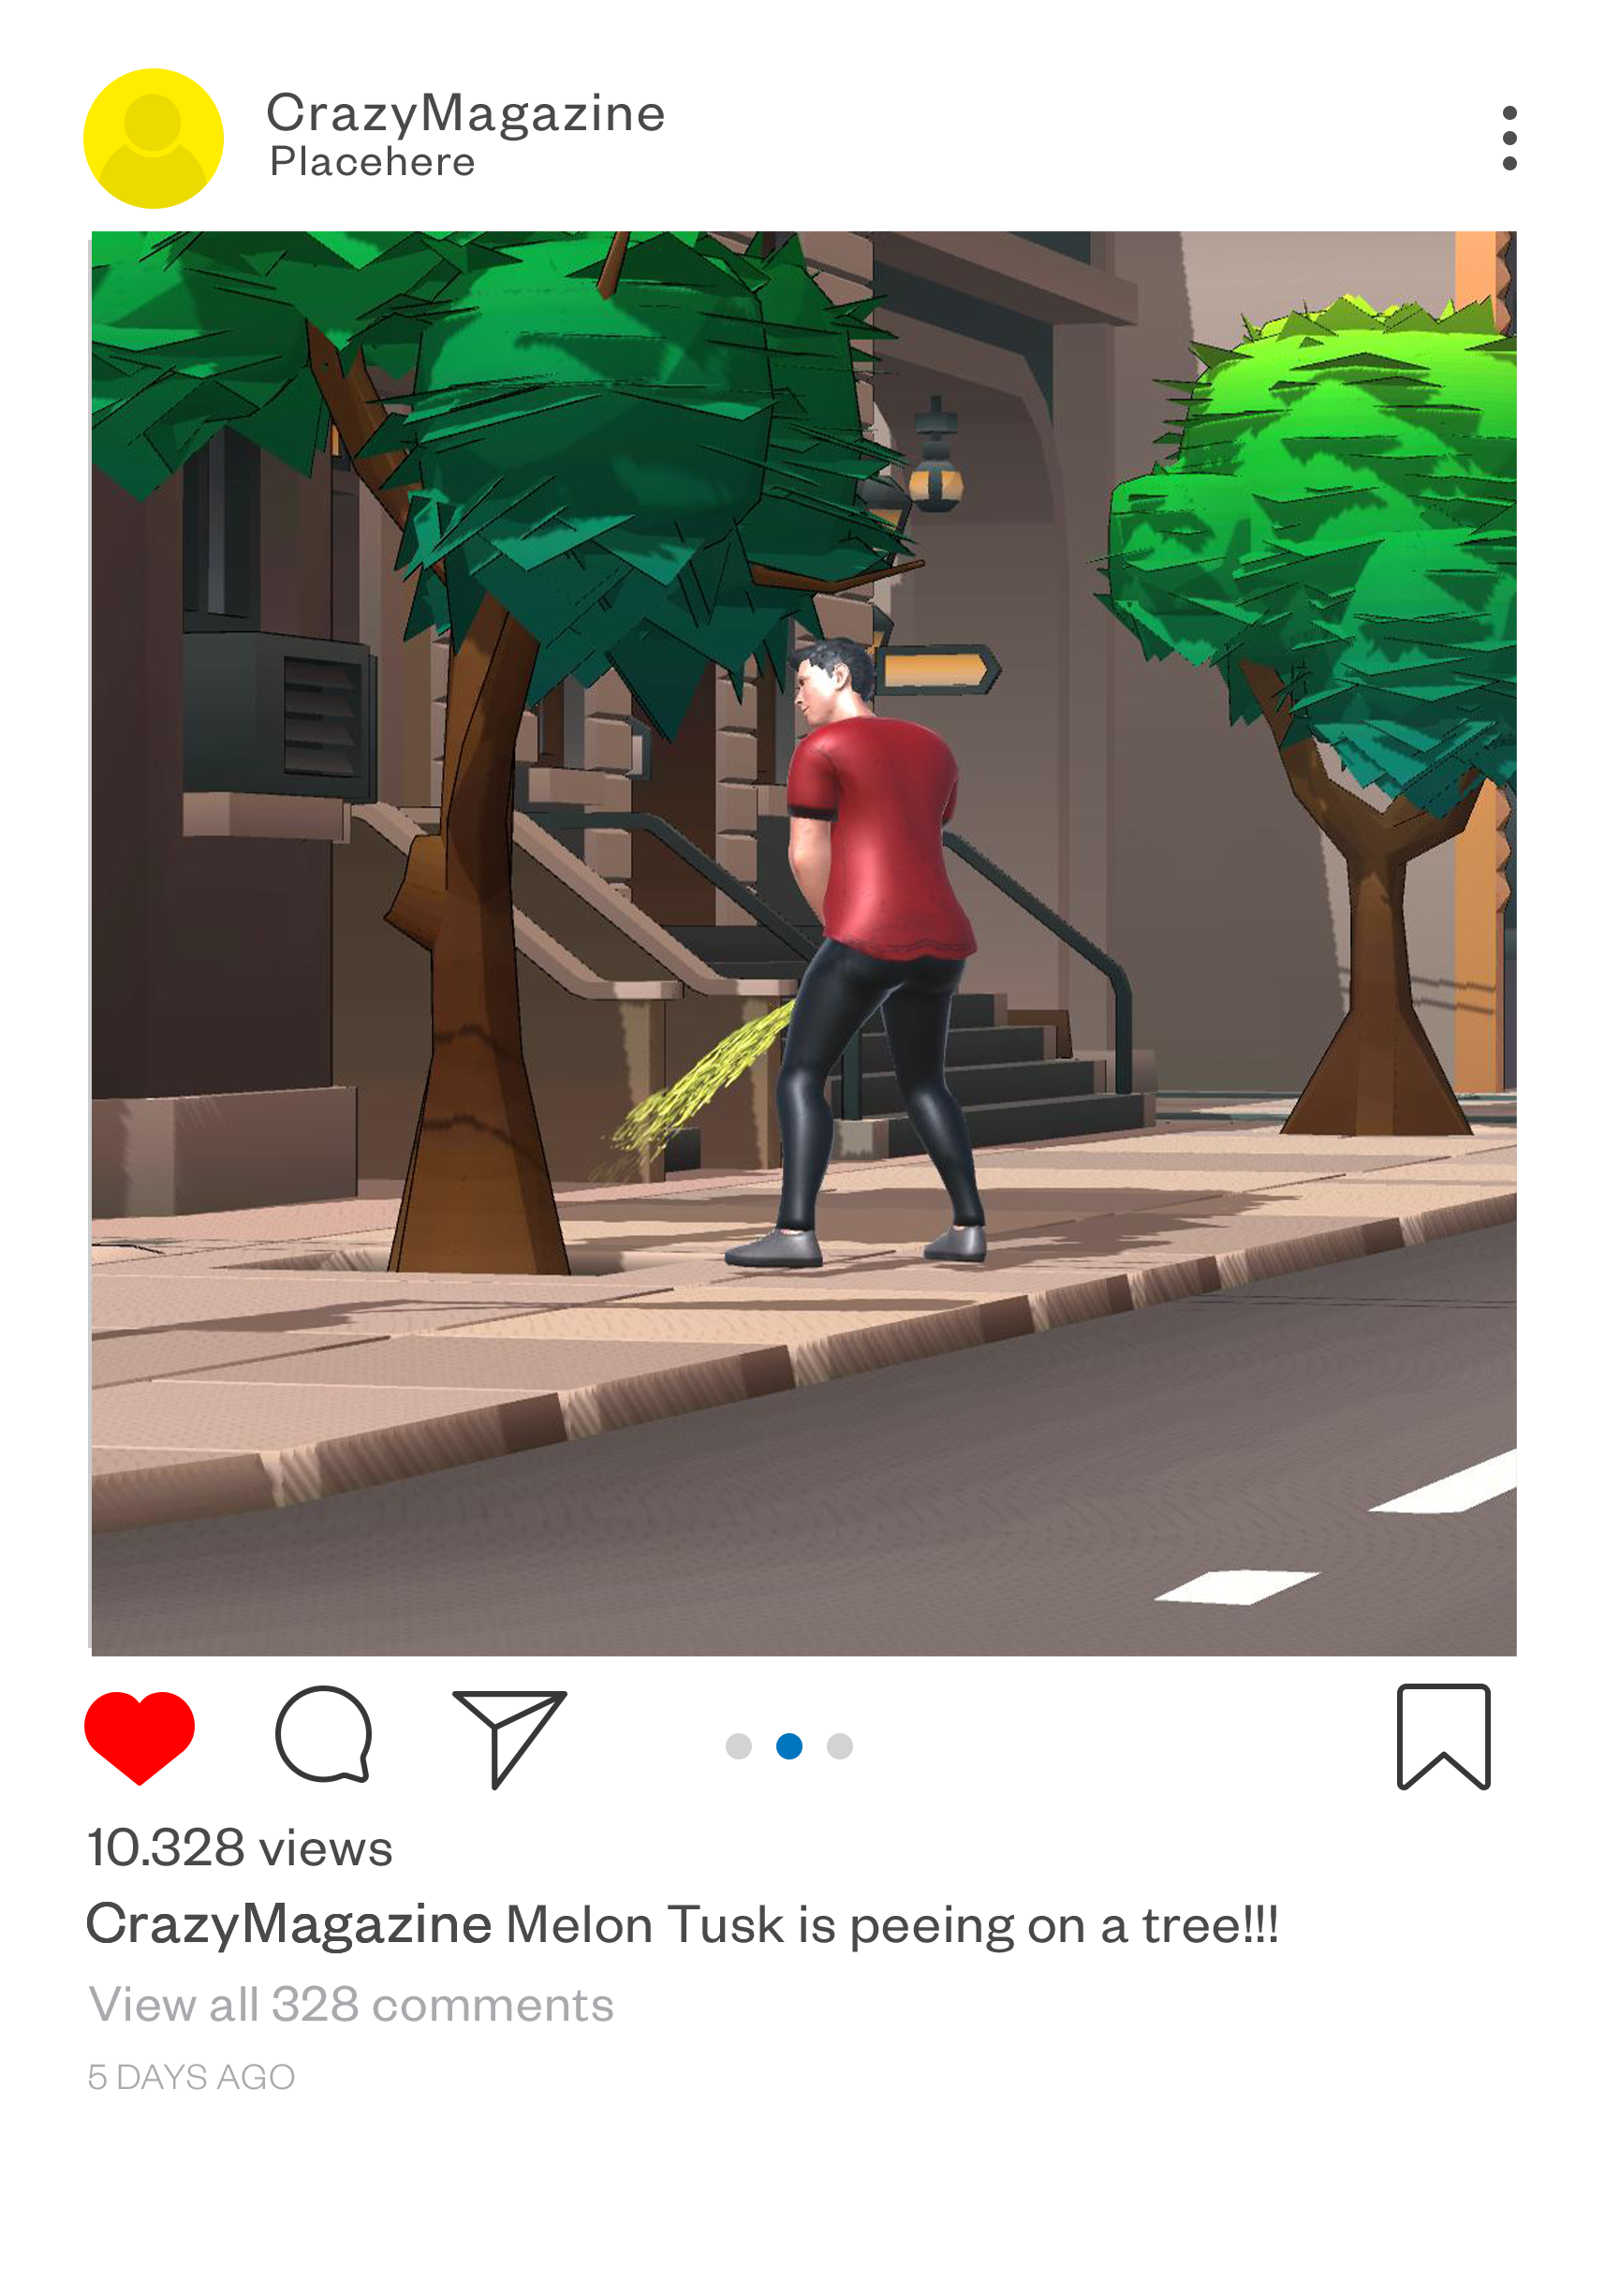 CrazyMagazine
Placehere
10.328 views
CrazyMagazine Melon Tusk is peeing on a tree!!!
View all 328 comments
5 DAYS AGO